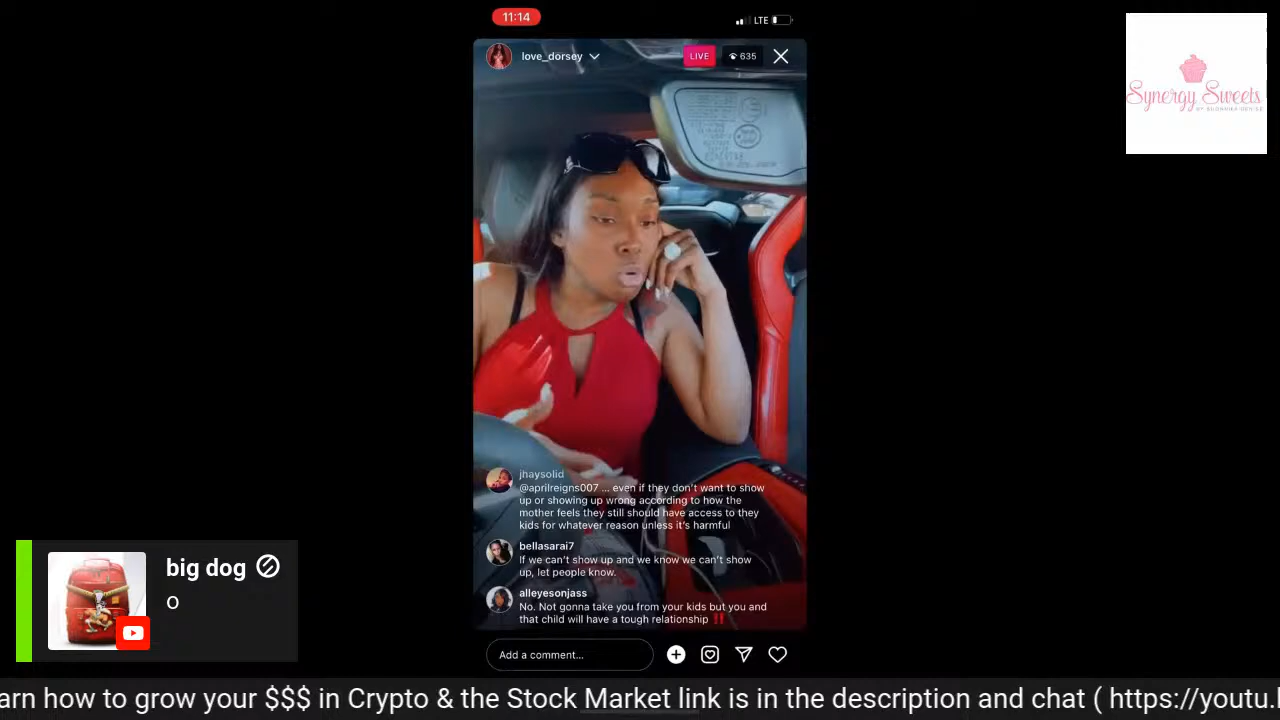 11:14
LTE
love_dorsey
LIVE
635
Synergy Sweets
jhaysolid
@aprilreigns007 ... even if they don't want to show
up or showing up wrong according to how the
mother feels they still should have access to they
kids for whatever reason unless it's harmful
bellasarai7
If we can't show up and we know we can't show
up, let people know.
alleyesonjass
No. Not gonna take you from your kids but you and
that child will have a tough relationship ‼️
Add a comment...
big dog
o
arn how to grow your $$$ in Crypto & the Stock Market link is in the description and chat ( https://youtu.